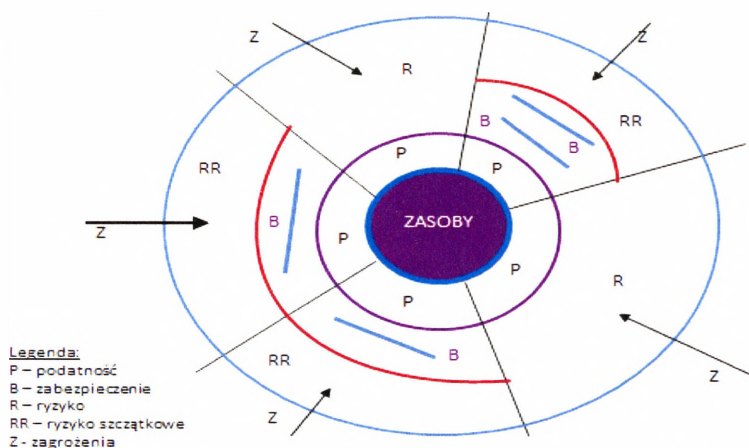 Z
R
Z
B
RR
P
B
RR
P
ZASOBY
B
Z
P
P
R
P
B
RR
Z
Z
Legenda:
P – podatność
B – zabezpieczenie
R – ryzyko
RR – ryzyko szczątkowe
Z - zagrożenia